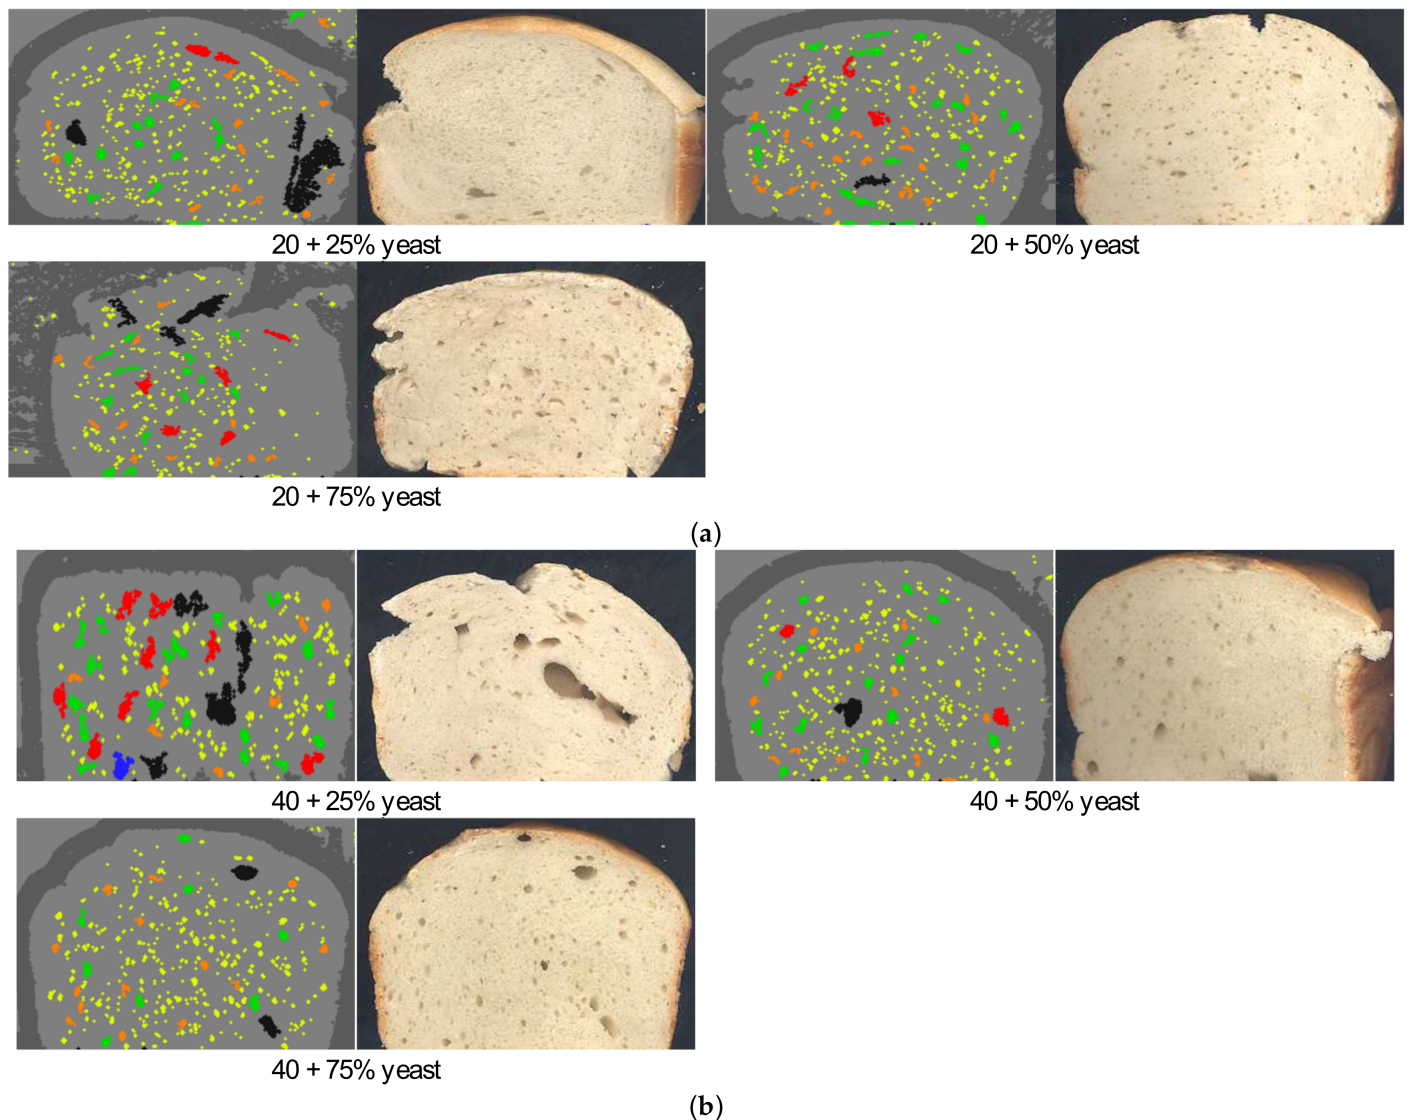 20 + 25% yeast
20 + 50% yeast
20 + 75% yeast
(a)
40 + 25% yeast
40 + 50% yeast
40 + 75% yeast
(b)